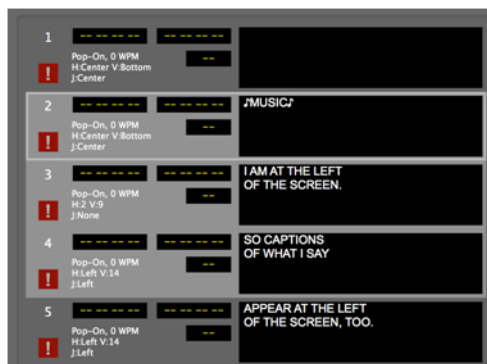 1
-- -- -- --
-- -- -- --
Pop-On, 0 WPM
H:Center V:Bottom
J:Center
--
!
2
-- -- -- --
-- -- -- --
♪MUSIC♪
Pop-On, 0 WPM
H:Center V:Bottom
J:Center
--
!
3
-- -- -- --
-- -- -- --
I AM AT THE LEFT
OF THE SCREEN.
Pop-On, 0 WPM
H:2 V:9
J:None
--
!
4
-- -- -- --
-- -- -- --
SO CAPTIONS
OF WHAT I SAY
Pop-On, 0 WPM
H:Left V:14
J:Left
--
!
5
-- -- -- --
-- -- -- --
APPEAR AT THE LEFT
OF THE SCREEN, TOO.
Pop-On, 0 WPM
H:Left V:14
J:Left
--
!